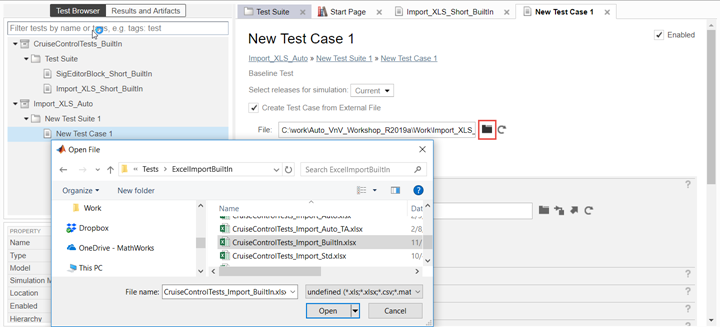 Test Browser Results and Artifacts
Filter tests by name or tags, e.g. tags: test
CruiseControlTests_BuiltIn
Test Suite
SigEditorBlock_Short_BuiltIn
Import_XLS_Short_BuiltIn
Import_XLS_Auto
New Test Suite 1
New Test Case 1
PROPERTY
Name
Type
Model
Simulation M
Location
Enabled
Hierarchy
Test Suite Start Page Import_XLS_Short_BuiltIn New Test Case 1
New Test Case 1
Enabled
Import_XLS_Auto » New Test Suite 1 » New Test Case 1
Baseline Test
Select releases for simulation: Current
Create Test Case from External File
File: C:\work\Auto_VnV_Workshop_R2019a\Work\Import_XLS_
?
?
?
?
?
Open File
« Tests > ExcelImportBuiltIn
Search ExcelImportBuiltIn
Organize New folder
Work
Dropbox
OneDrive - MathWorks
This PC
Name Dat
CruiseControlTests_Import_Auto.xlsx 2/5/
CruiseControlTests_Import_Auto_TA.xlsx 2/8/
CruiseControlTests_Import_BuiltIn.xlsx 11/
CruiseControlTests_Import_Std.xlsx 10/
File name: CruiseControlTests_Import_BuiltIn.xlsx
undefined (*.xls;*.xlsx;*.csv;*.mat
Open Cancel